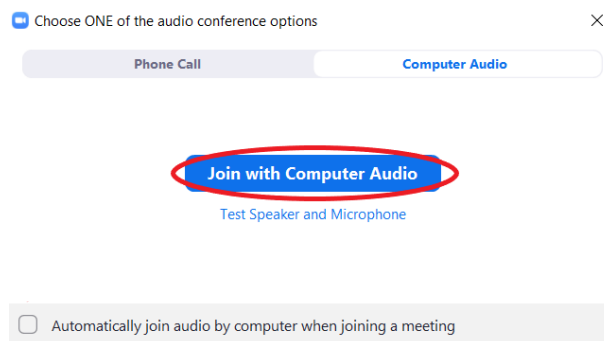 Choose ONE of the audio conference options
Phone Call
Computer Audio
Join with Computer Audio
Test Speaker and Microphone
Automatically join audio by computer when joining a meeting